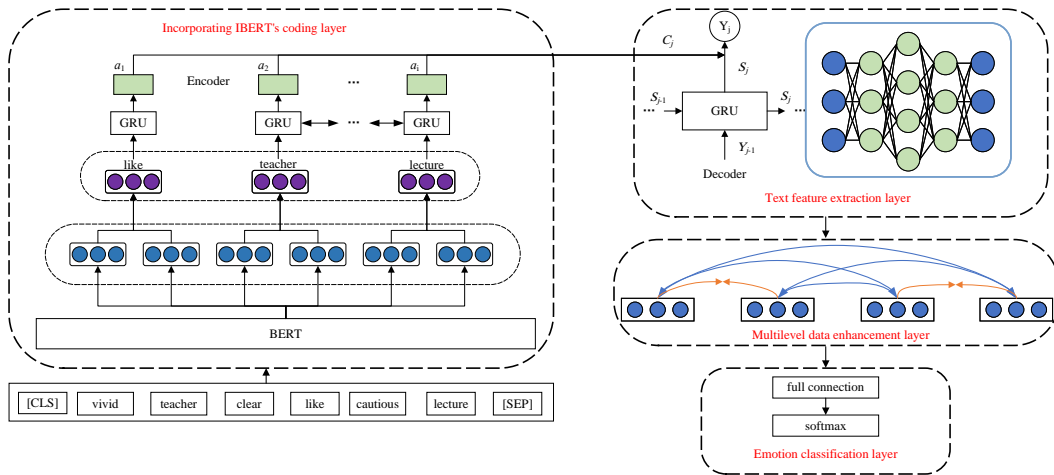 Incorporating IBERT's coding layer
a1
Encoder
a2
...
ai
GRU
GRU
...
GRU
like
teacher
lecture
BERT
[CLS]
vivid
teacher
clear
like
cautious
lecture
[SEP]
Yj
Cj
Sj
Sj-1
...
GRU
Sj
...
Yj-1
Decoder
Text feature extraction layer
Multilevel data enhancement layer
full connection
softmax
Emotion classification layer